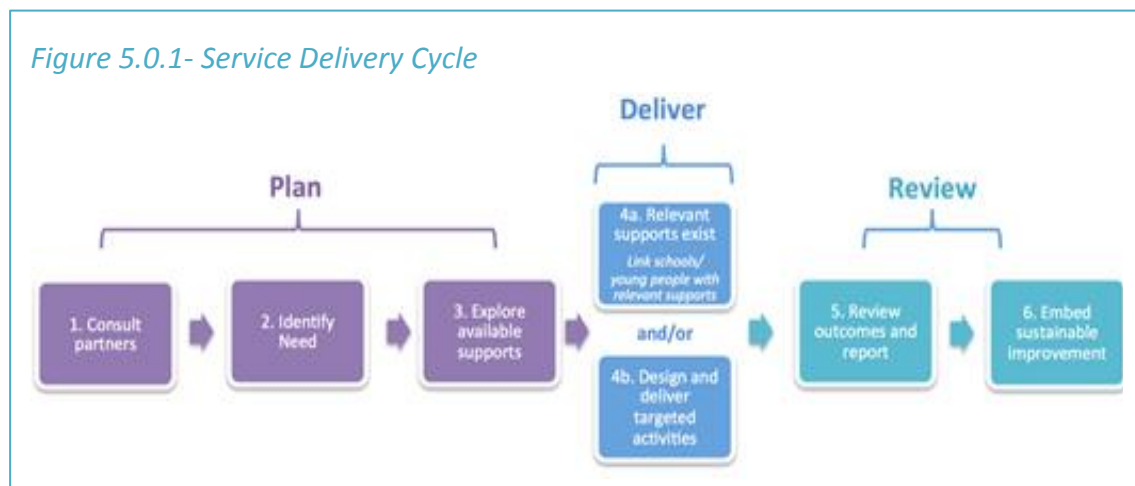 Figure 5.0.1- Service Delivery Cycle
Plan
1. Consult
partners
2. Identify
Need
3. Explore
available
supports
Deliver
4a. Relevant
supports exist
Link schools/
young people with
relevant supports
and/or
4b. Design and
deliver
targeted
activities
Review
5. Review
outcomes and
report
6. Embed
sustainable
improvement